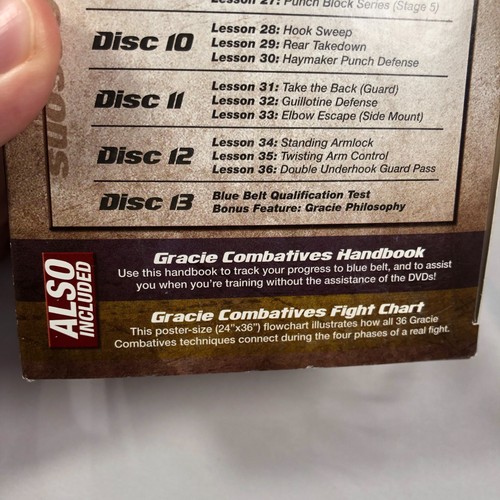 Lesson 27: Punch Block Series (Stage 5)
Disc 10
Lesson 28: Hook Sweep
Lesson 29: Rear Takedown
Lesson 30: Haymaker Punch Defense
Disc 11
Lesson 31: Take the Back (Guard)
Lesson 32: Guillotine Defense
Lesson 33: Elbow Escape (Side Mount)
Disc 12
Lesson 34: Standing Armlock
Lesson 35: Twisting Arm Control
Lesson 36: Double Underhook Guard Pass
Disc 13
Blue Belt Qualification Test
Bonus Feature: Gracie Philosophy
ALSO
INCLUDED
Gracie Combatives Handbook
Use this handbook to track your progress to blue belt, and to assist
you when you're training without the assistance of the DVDs!
Gracie Combatives Fight Chart
This poster-size (24"x36") flowchart illustrates how all 36 Gracie
Combatives techniques connect during the four phases of a real fight.